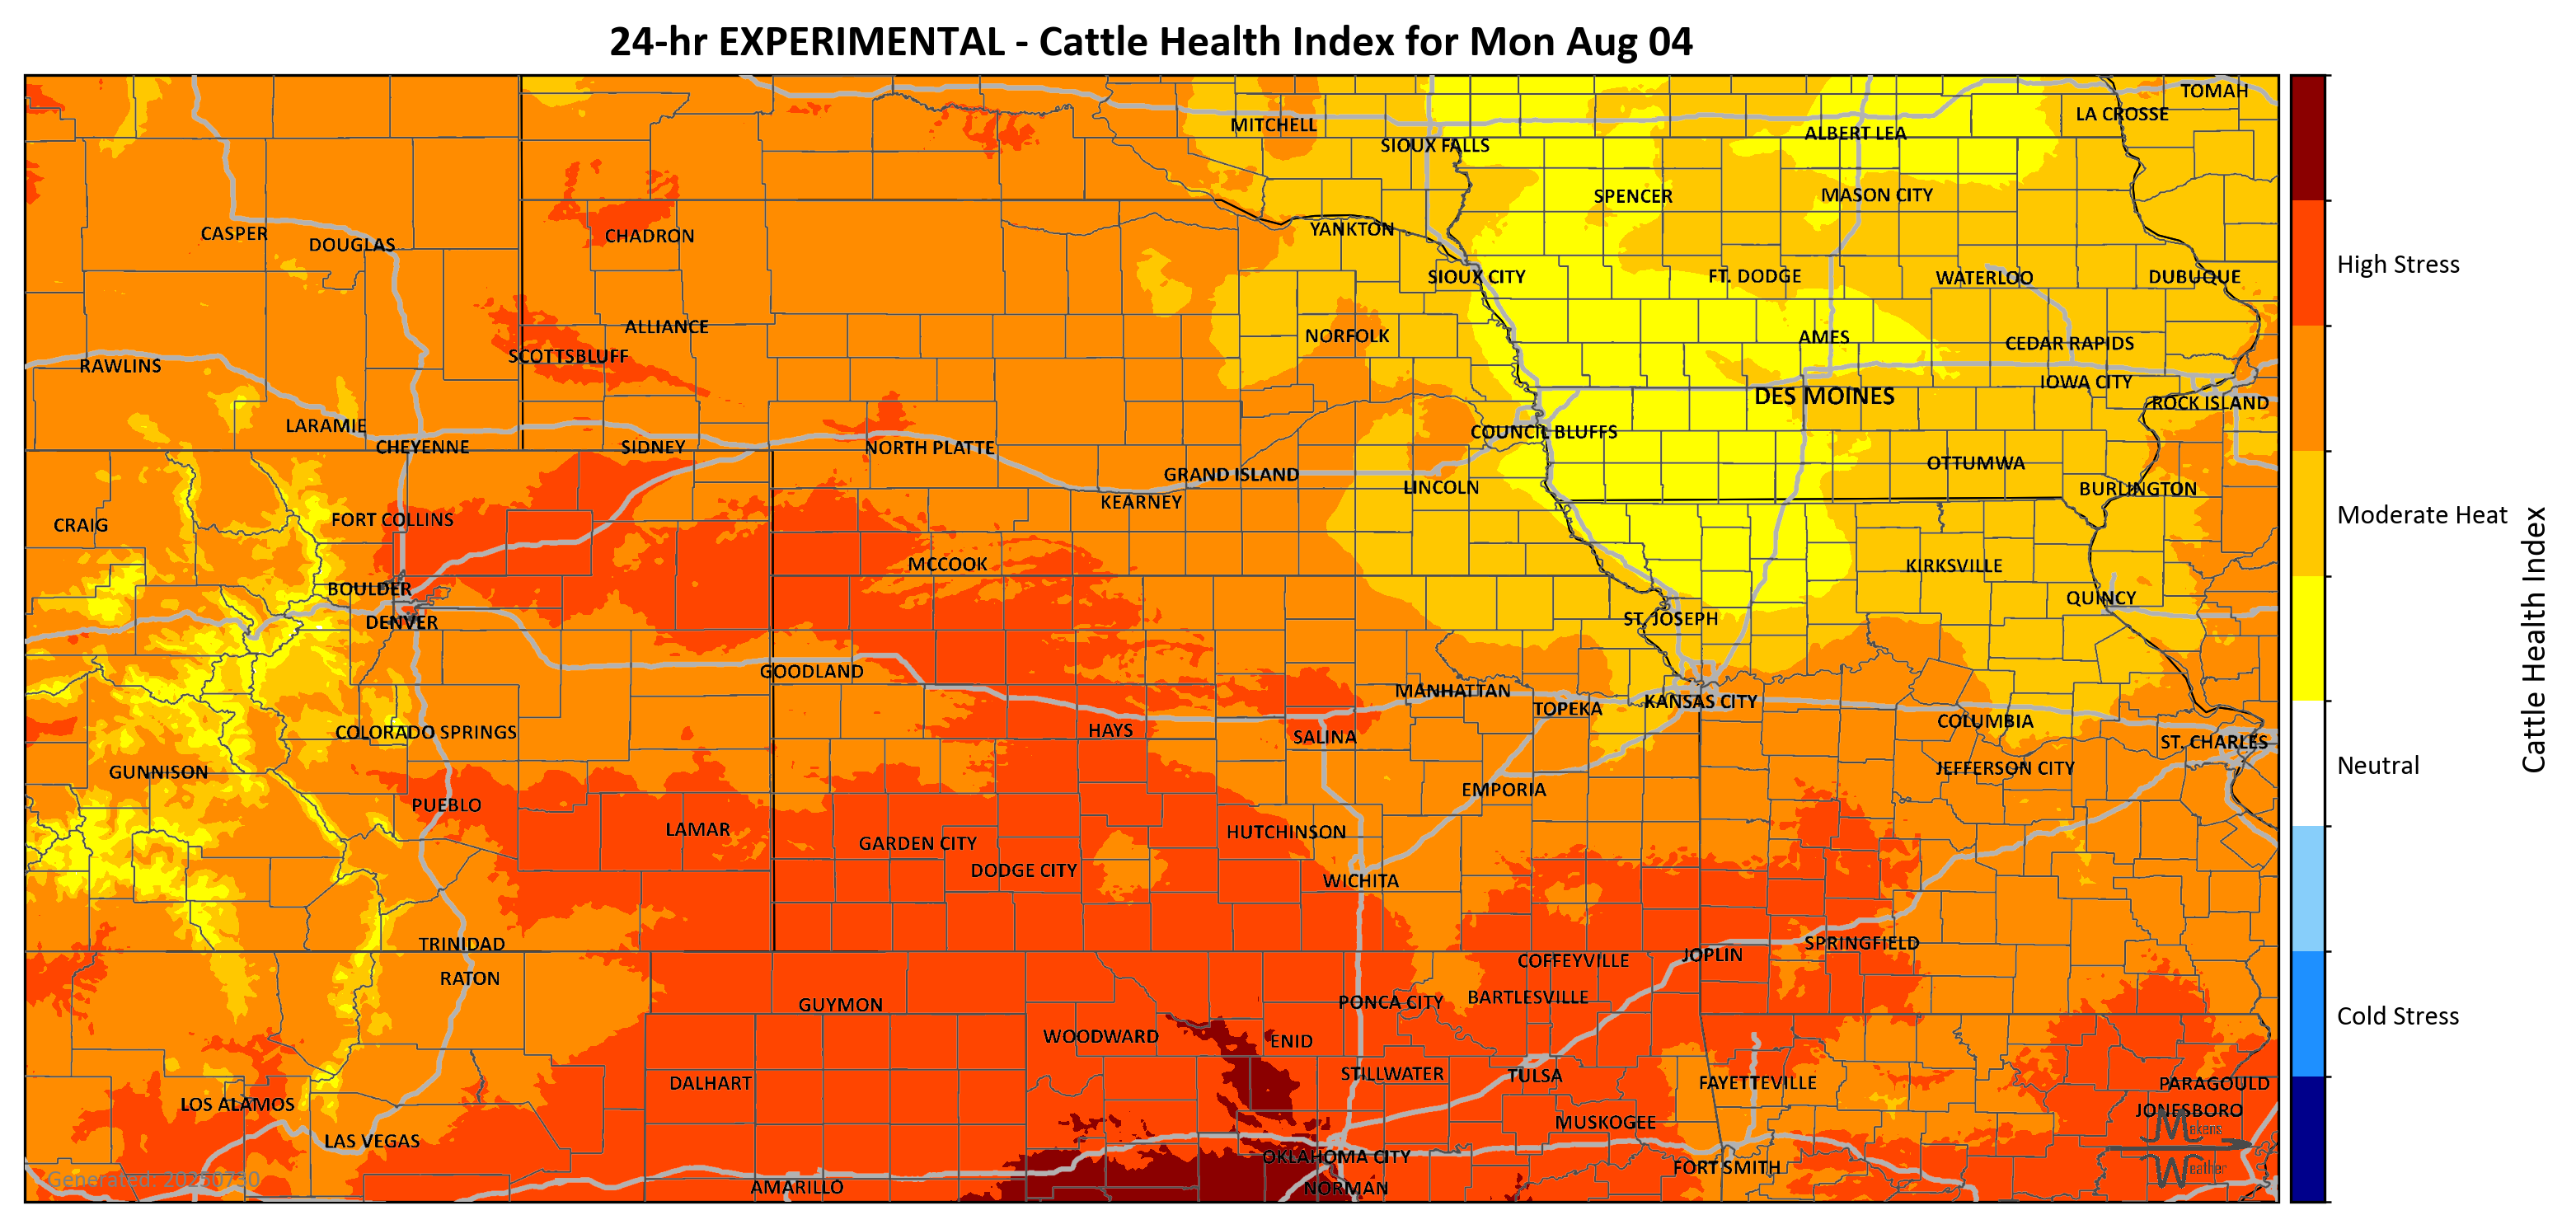 24-hr EXPERIMENTAL - Cattle Health Index for Mon Aug 04
TOMAH
LA CROSSE
MITCHELL
ALBERT LEA
SIOUX FALLS
SPENCER
MASON CITY
CASPER
DOUGLAS
CHADRON
YANKTON
SIOUX CITY
FT. DODGE
WATERLOO
DUBUQUE
ALLIANCE
NORFOLK
AMES
CEDAR RAPIDS
SCOTTSBLUFF
RAWLINS
IOWA CITY
DES MOINES
ROCK ISLAND
LARAMIE
COUNCIL BLUFFS
CHEYENNE
SIDNEY
NORTH PLATTE
OTTUMWA
GRAND ISLAND
LINCOLN
BURLINGTON
KEARNEY
FORT COLLINS
CRAIG
MCCOOK
KIRKSVILLE
BOULDER
QUINCY
DENVER
ST. JOSEPH
GOODLAND
MANHATTAN
KANSAS CITY
TOPEKA
COLUMBIA
HAYS
COLORADO SPRINGS
SALINA
ST. CHARLES
GUNNISON
JEFFERSON CITY
EMPORIA
PUEBLO
LAMAR
HUTCHINSON
GARDEN CITY
DODGE CITY
WICHITA
TRINIDAD
SPRINGFIELD
JOPLIN
COFFEYVILLE
RATON
BARTLESVILLE
GUYMON
PONCA CITY
WOODWARD
ENID
STILLWATER
TULSA
DALHART
FAYETTEVILLE
PARAGOULD
LOS ALAMOS
JONESBORO
MUSKOGEE
LAS VEGAS
OKLAHOMA CITY
FORT SMITH
AMARILLO
NORMAN
Generated: 20250730
Makens
Weather
High Stress
Moderate Heat
Neutral
Cold Stress
Cattle Health Index